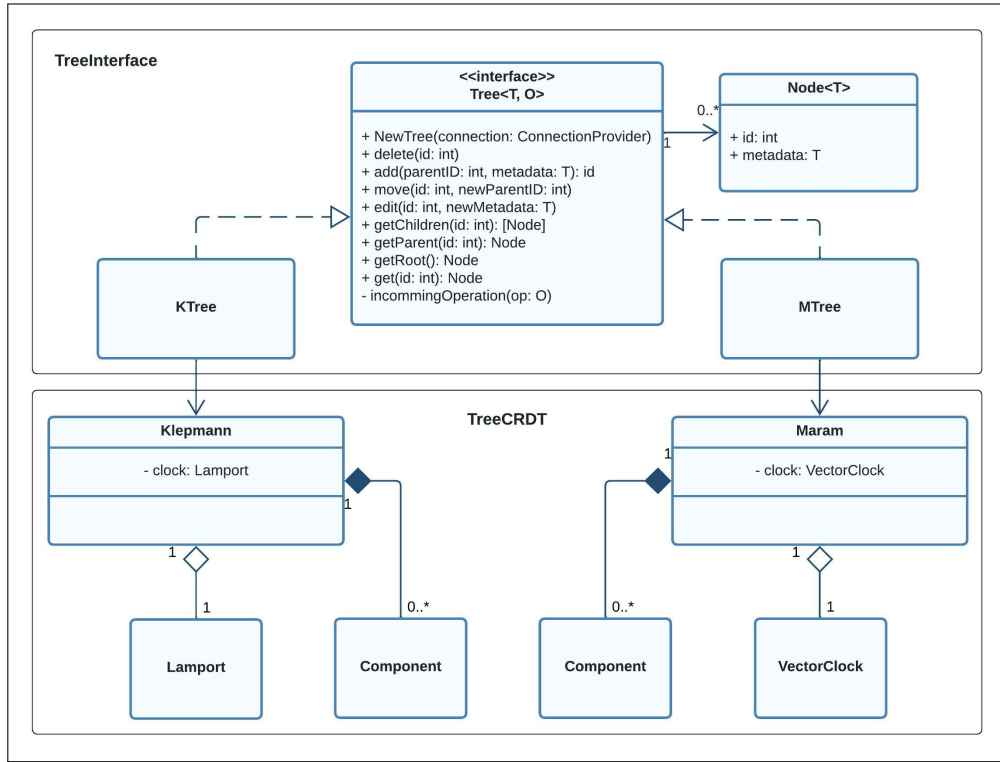 TreeInterface
<<interface>>
Tree<T, O>
+ NewTree(connection: ConnectionProvider)
+ delete(id: int)
+ add(parentID: int, metadata: T): id
+ move(id: int, newParentID: int)
+ edit(id: int, newMetadata: T)
+ getChildren(id: int): [Node]
+ getParent(id: int): Node
+ getRoot(): Node
+ get(id: int): Node
- incommingOperation(op: O)
1
0..*
Node<T>
+ id: int
+ metadata: T
KTree
MTree
TreeCRDT
Klepmann
- clock: Lamport
1
1
1
0..*
Lamport
Component
Maram
- clock: VectorClock
1
1
0..*
1
Component
VectorClock